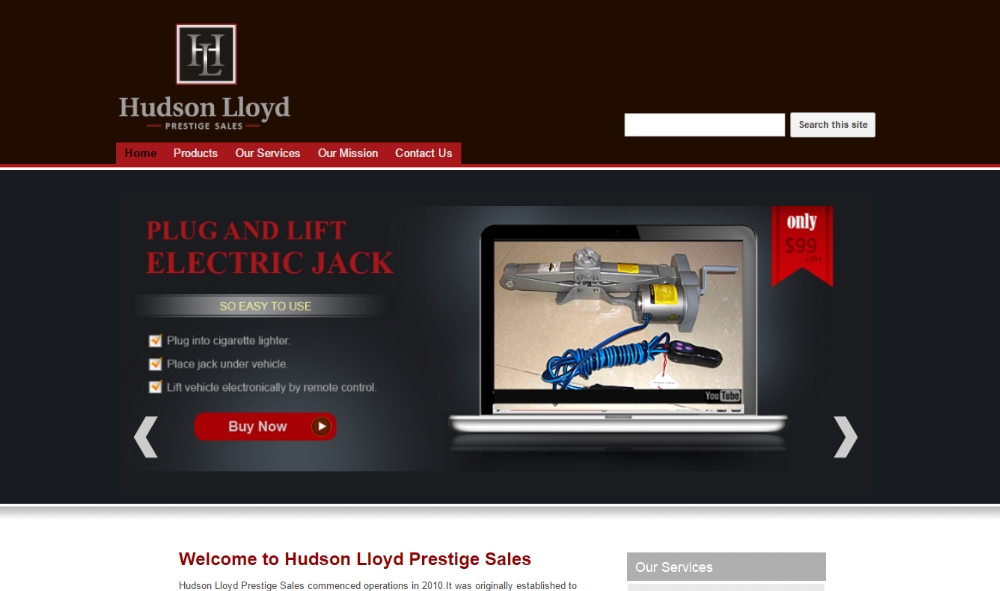 HL
Hudson Lloyd
PRESTIGE SALES
Search this site
Home Products Our Services Our Mission Contact Us
PLUG AND LIFT
ELECTRIC JACK
SO EASY TO USE
Plug into cigarette lighter.
Place jack under vehicle.
Lift vehicle electronically by remote control.
Buy Now
only
$99
+PH
YouTube
Welcome to Hudson Lloyd Prestige Sales
Hudson Lloyd Prestige Sales commenced operations in 2010.It was originally established to
Our Services